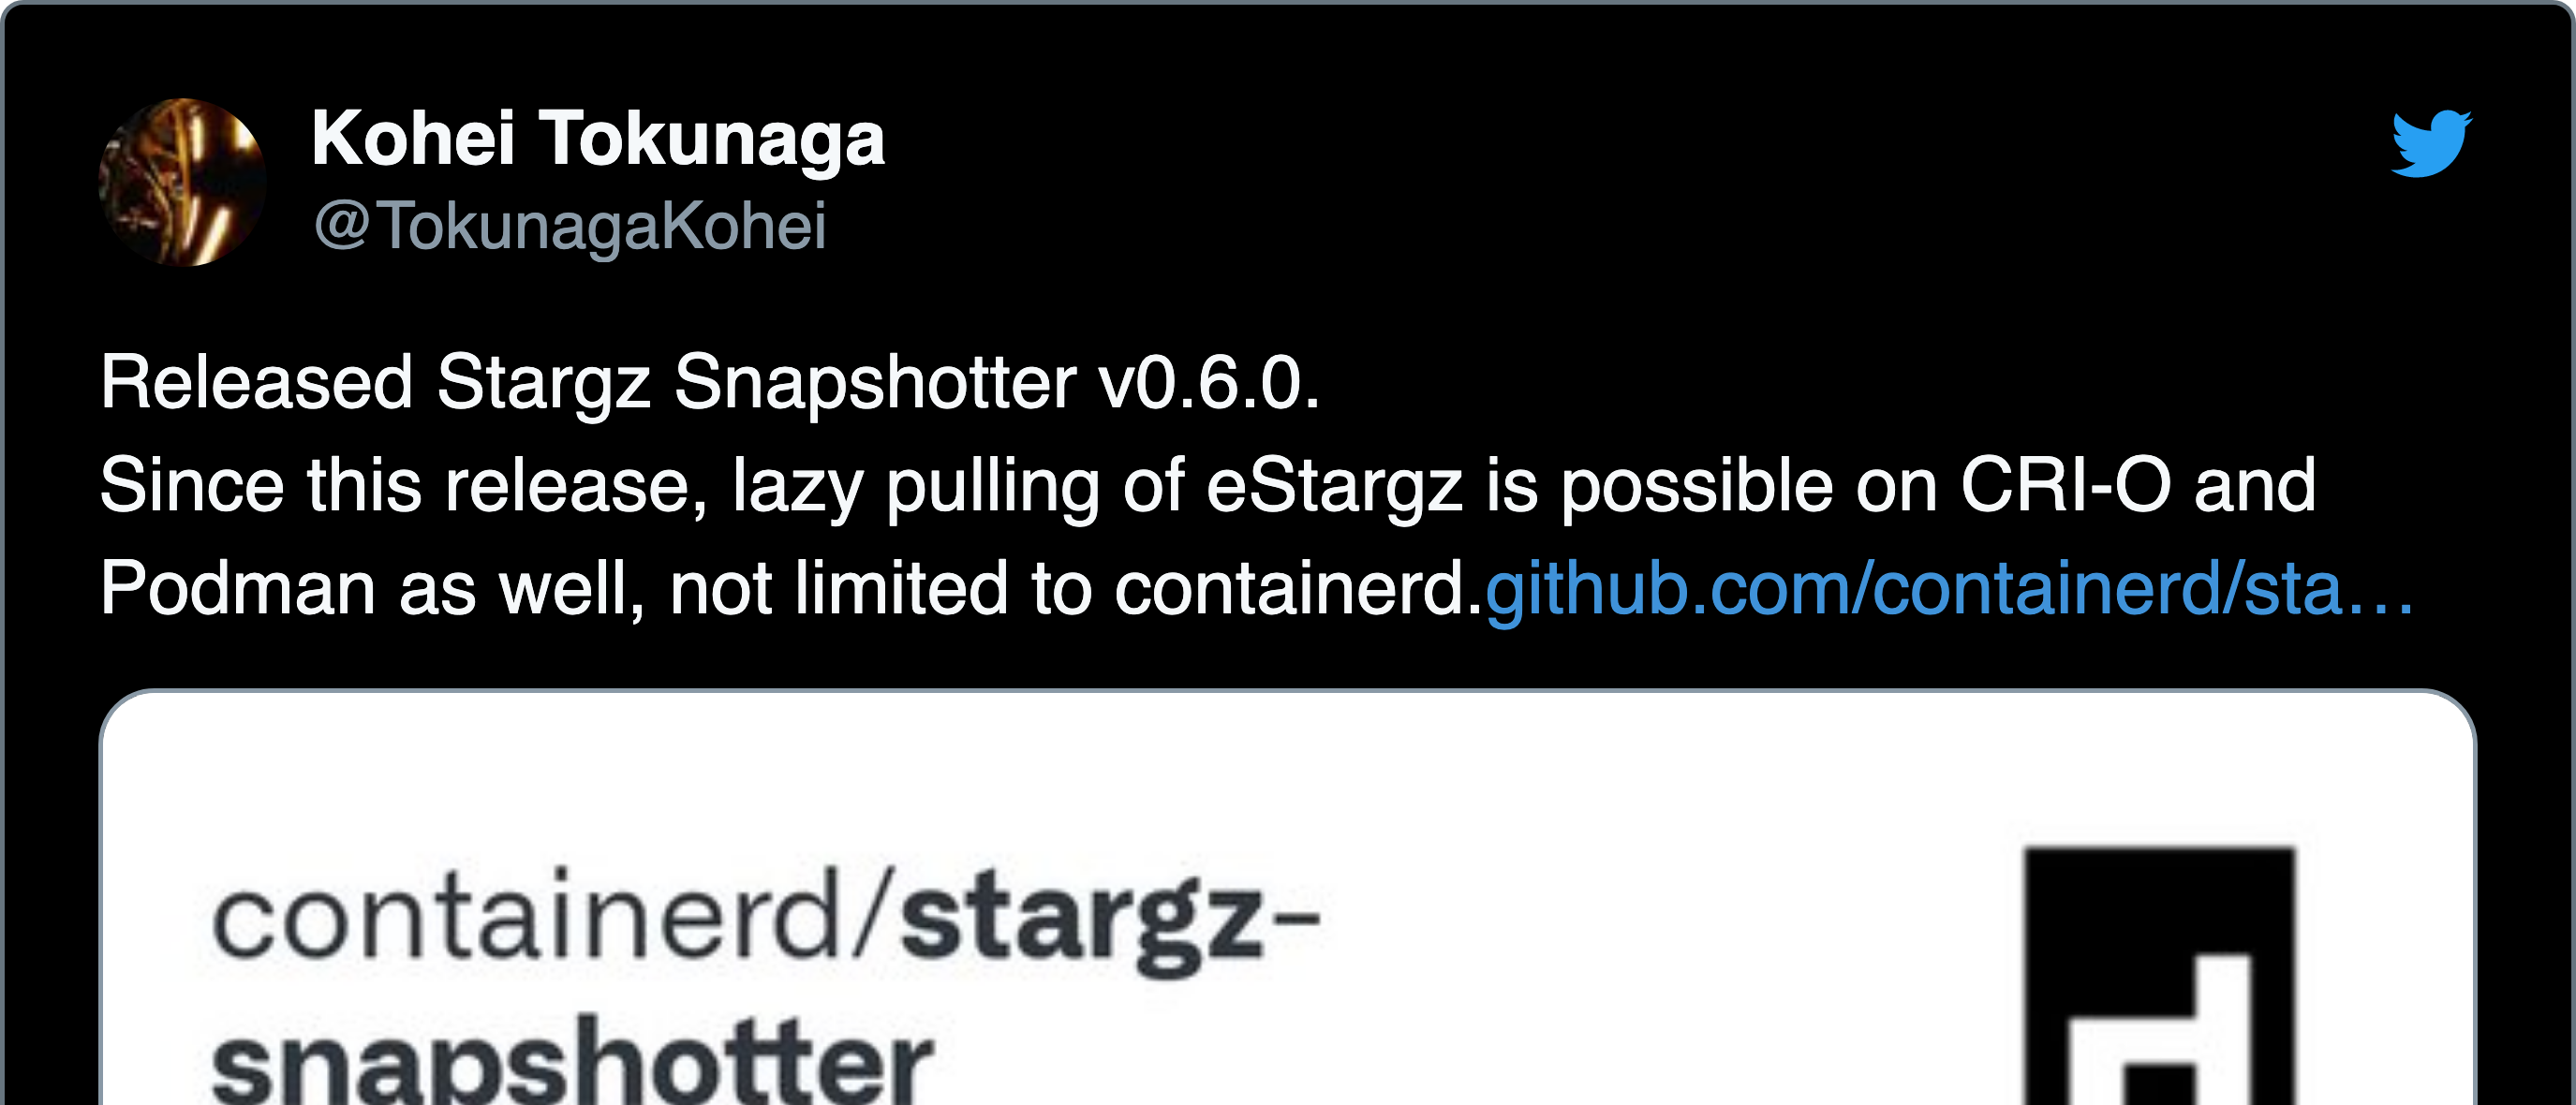 Kohei Tokunaga
@TokunagaKohei
Released Stargz Snapshotter v0.6.0.
Since this release, lazy pulling of eStargz is possible on CRI-O and
Podman as well, not limited to containerd.github.com/containerd/sta…
containerd/stargz-
snapshotter